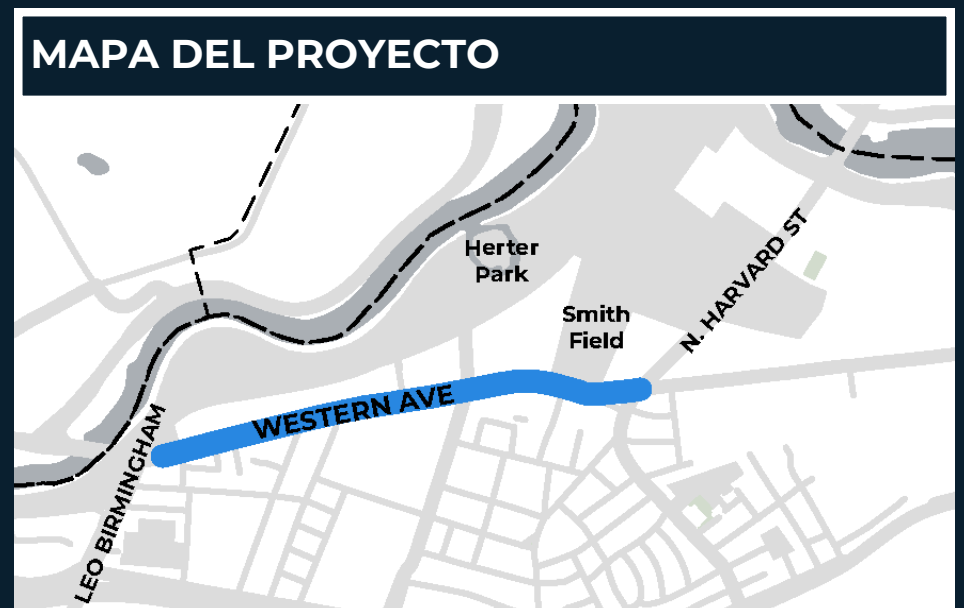 MAPA DEL PROYECTO
Herter
Park
Smith
Field
N. HARVARD ST
WESTERN AVE
LEO BIRMINGHAM